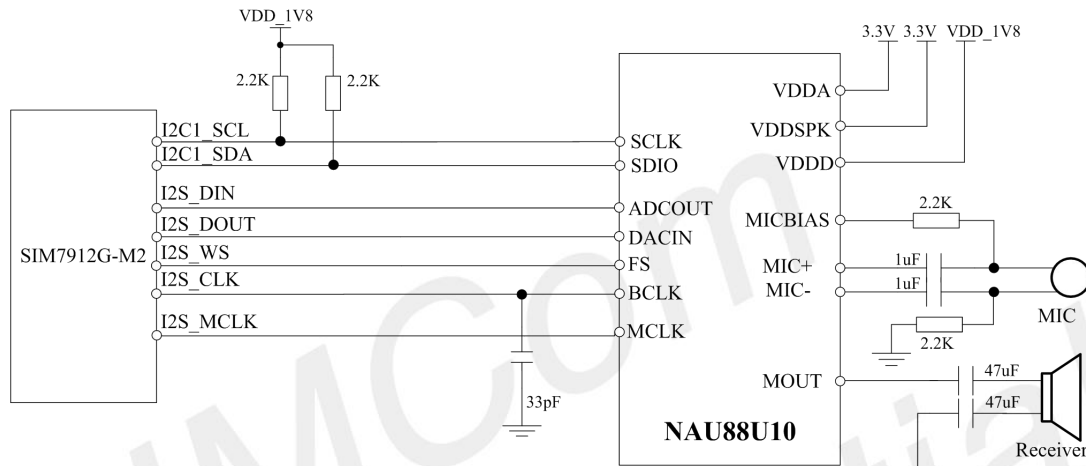 VDD_1V8
3.3V 3.3V VDD_1V8
2.2K 2.2K
VDDA
I2C1_SCL
SCLK
VDDSPK
I2C1_SDA
SDIO
VDDD
I2S_DIN
ADCOUT
2.2K
MICBIAS
I2S_DOUT
DACIN
SIM7912G-M2
I2S_WS
FS
MIC+
1uF
I2S_CLK
BCLK
MIC-
1uF
MIC
I2S_MCLK
MCLK
2.2K
MOUT
47uF
33pF
47uF
NAU88U10
Receiver